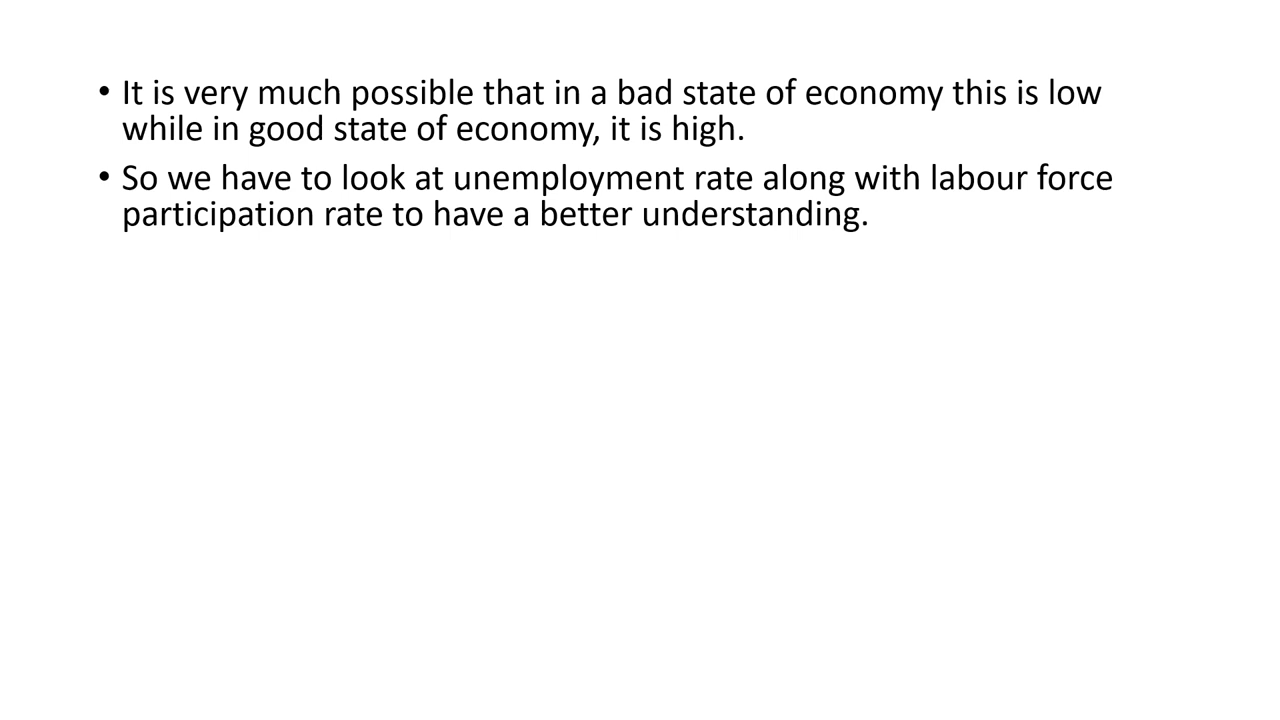 • It is very much possible that in a bad state of economy this is low
while in good state of economy, it is high.
• So we have to look at unemployment rate along with labour force
participation rate to have a better understanding.